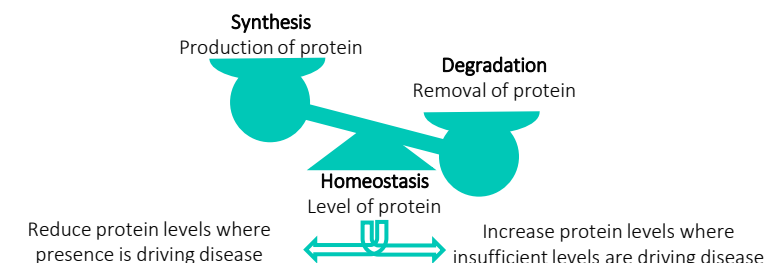 Synthesis
Production of protein
Degradation
Removal of protein
Homeostasis
Level of protein
Reduce protein levels where
presence is driving disease
Increase protein levels where
insufficient levels are driving disease